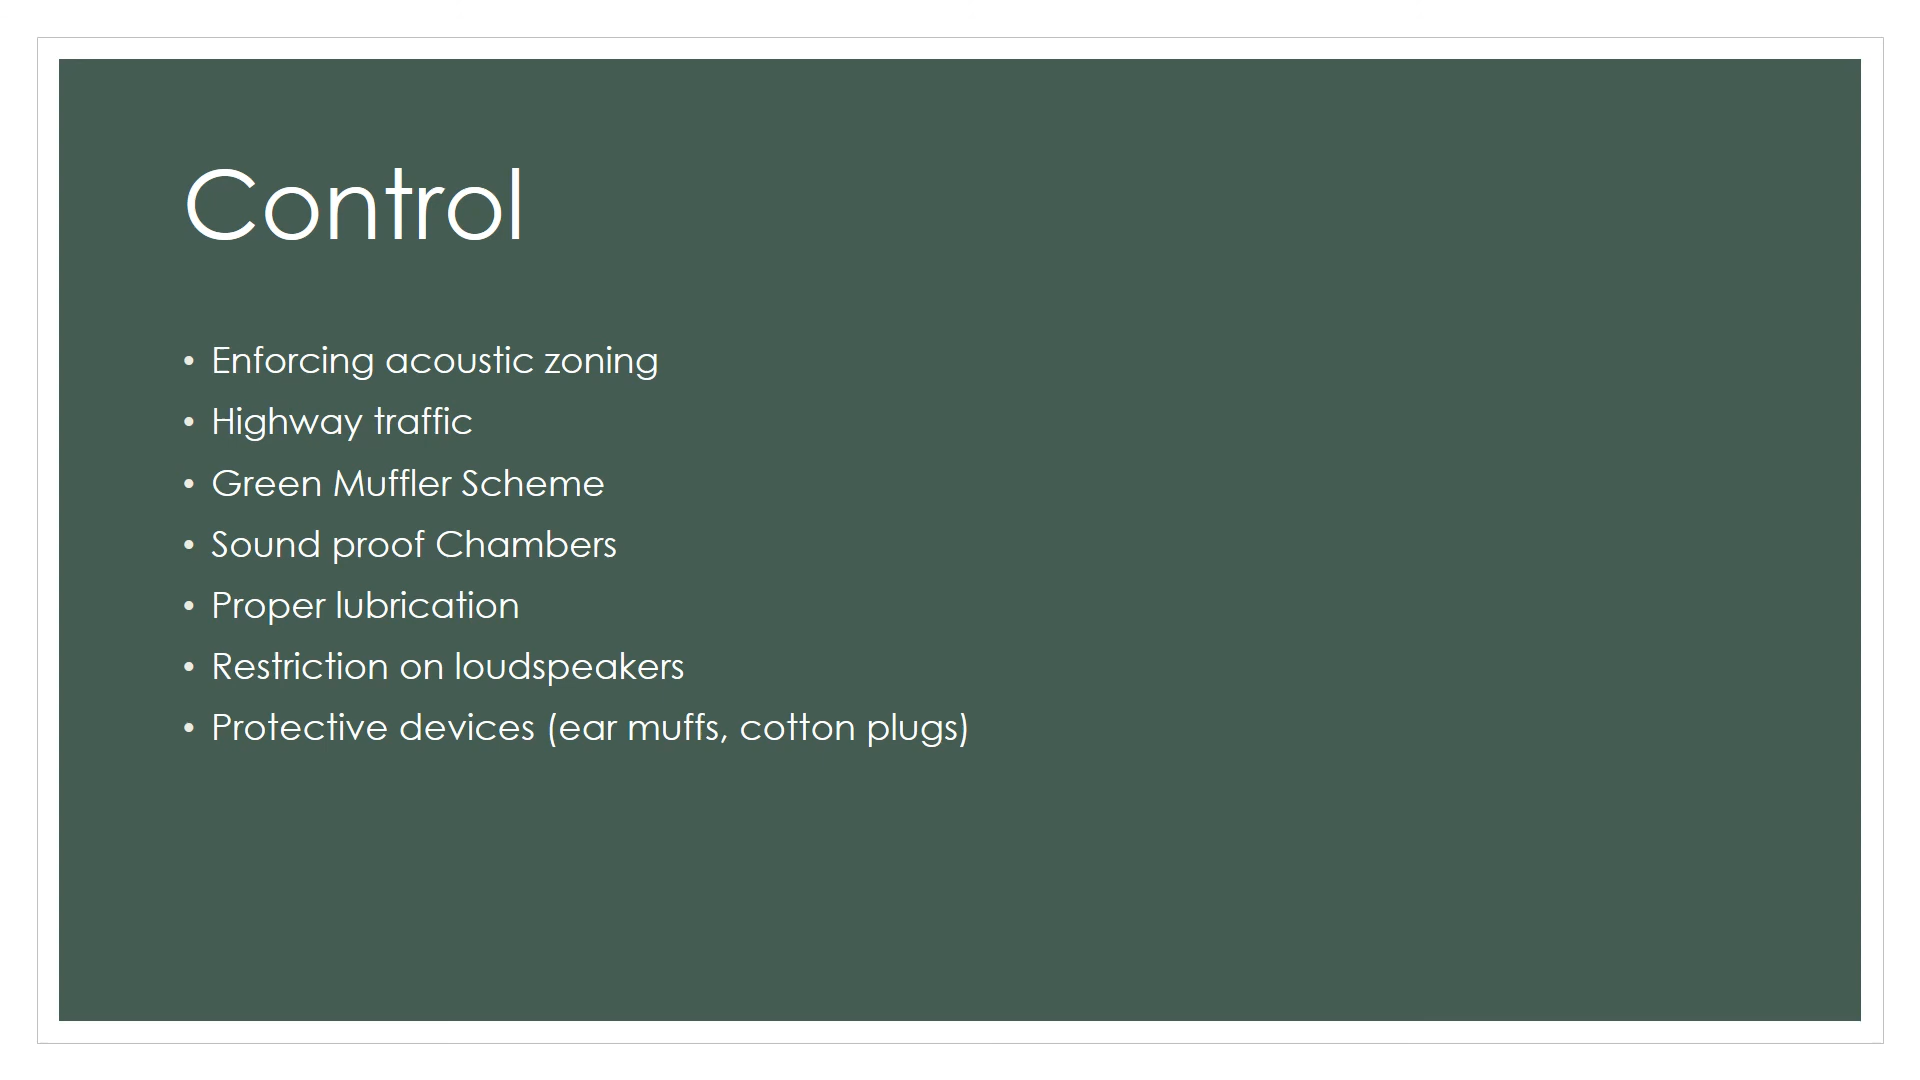 Control
• Enforcing acoustic zoning
• Highway traffic
• Green Muffler Scheme
• Sound proof Chambers
• Proper lubrication
• Restriction on loudspeakers
• Protective devices (ear muffs, cotton plugs)